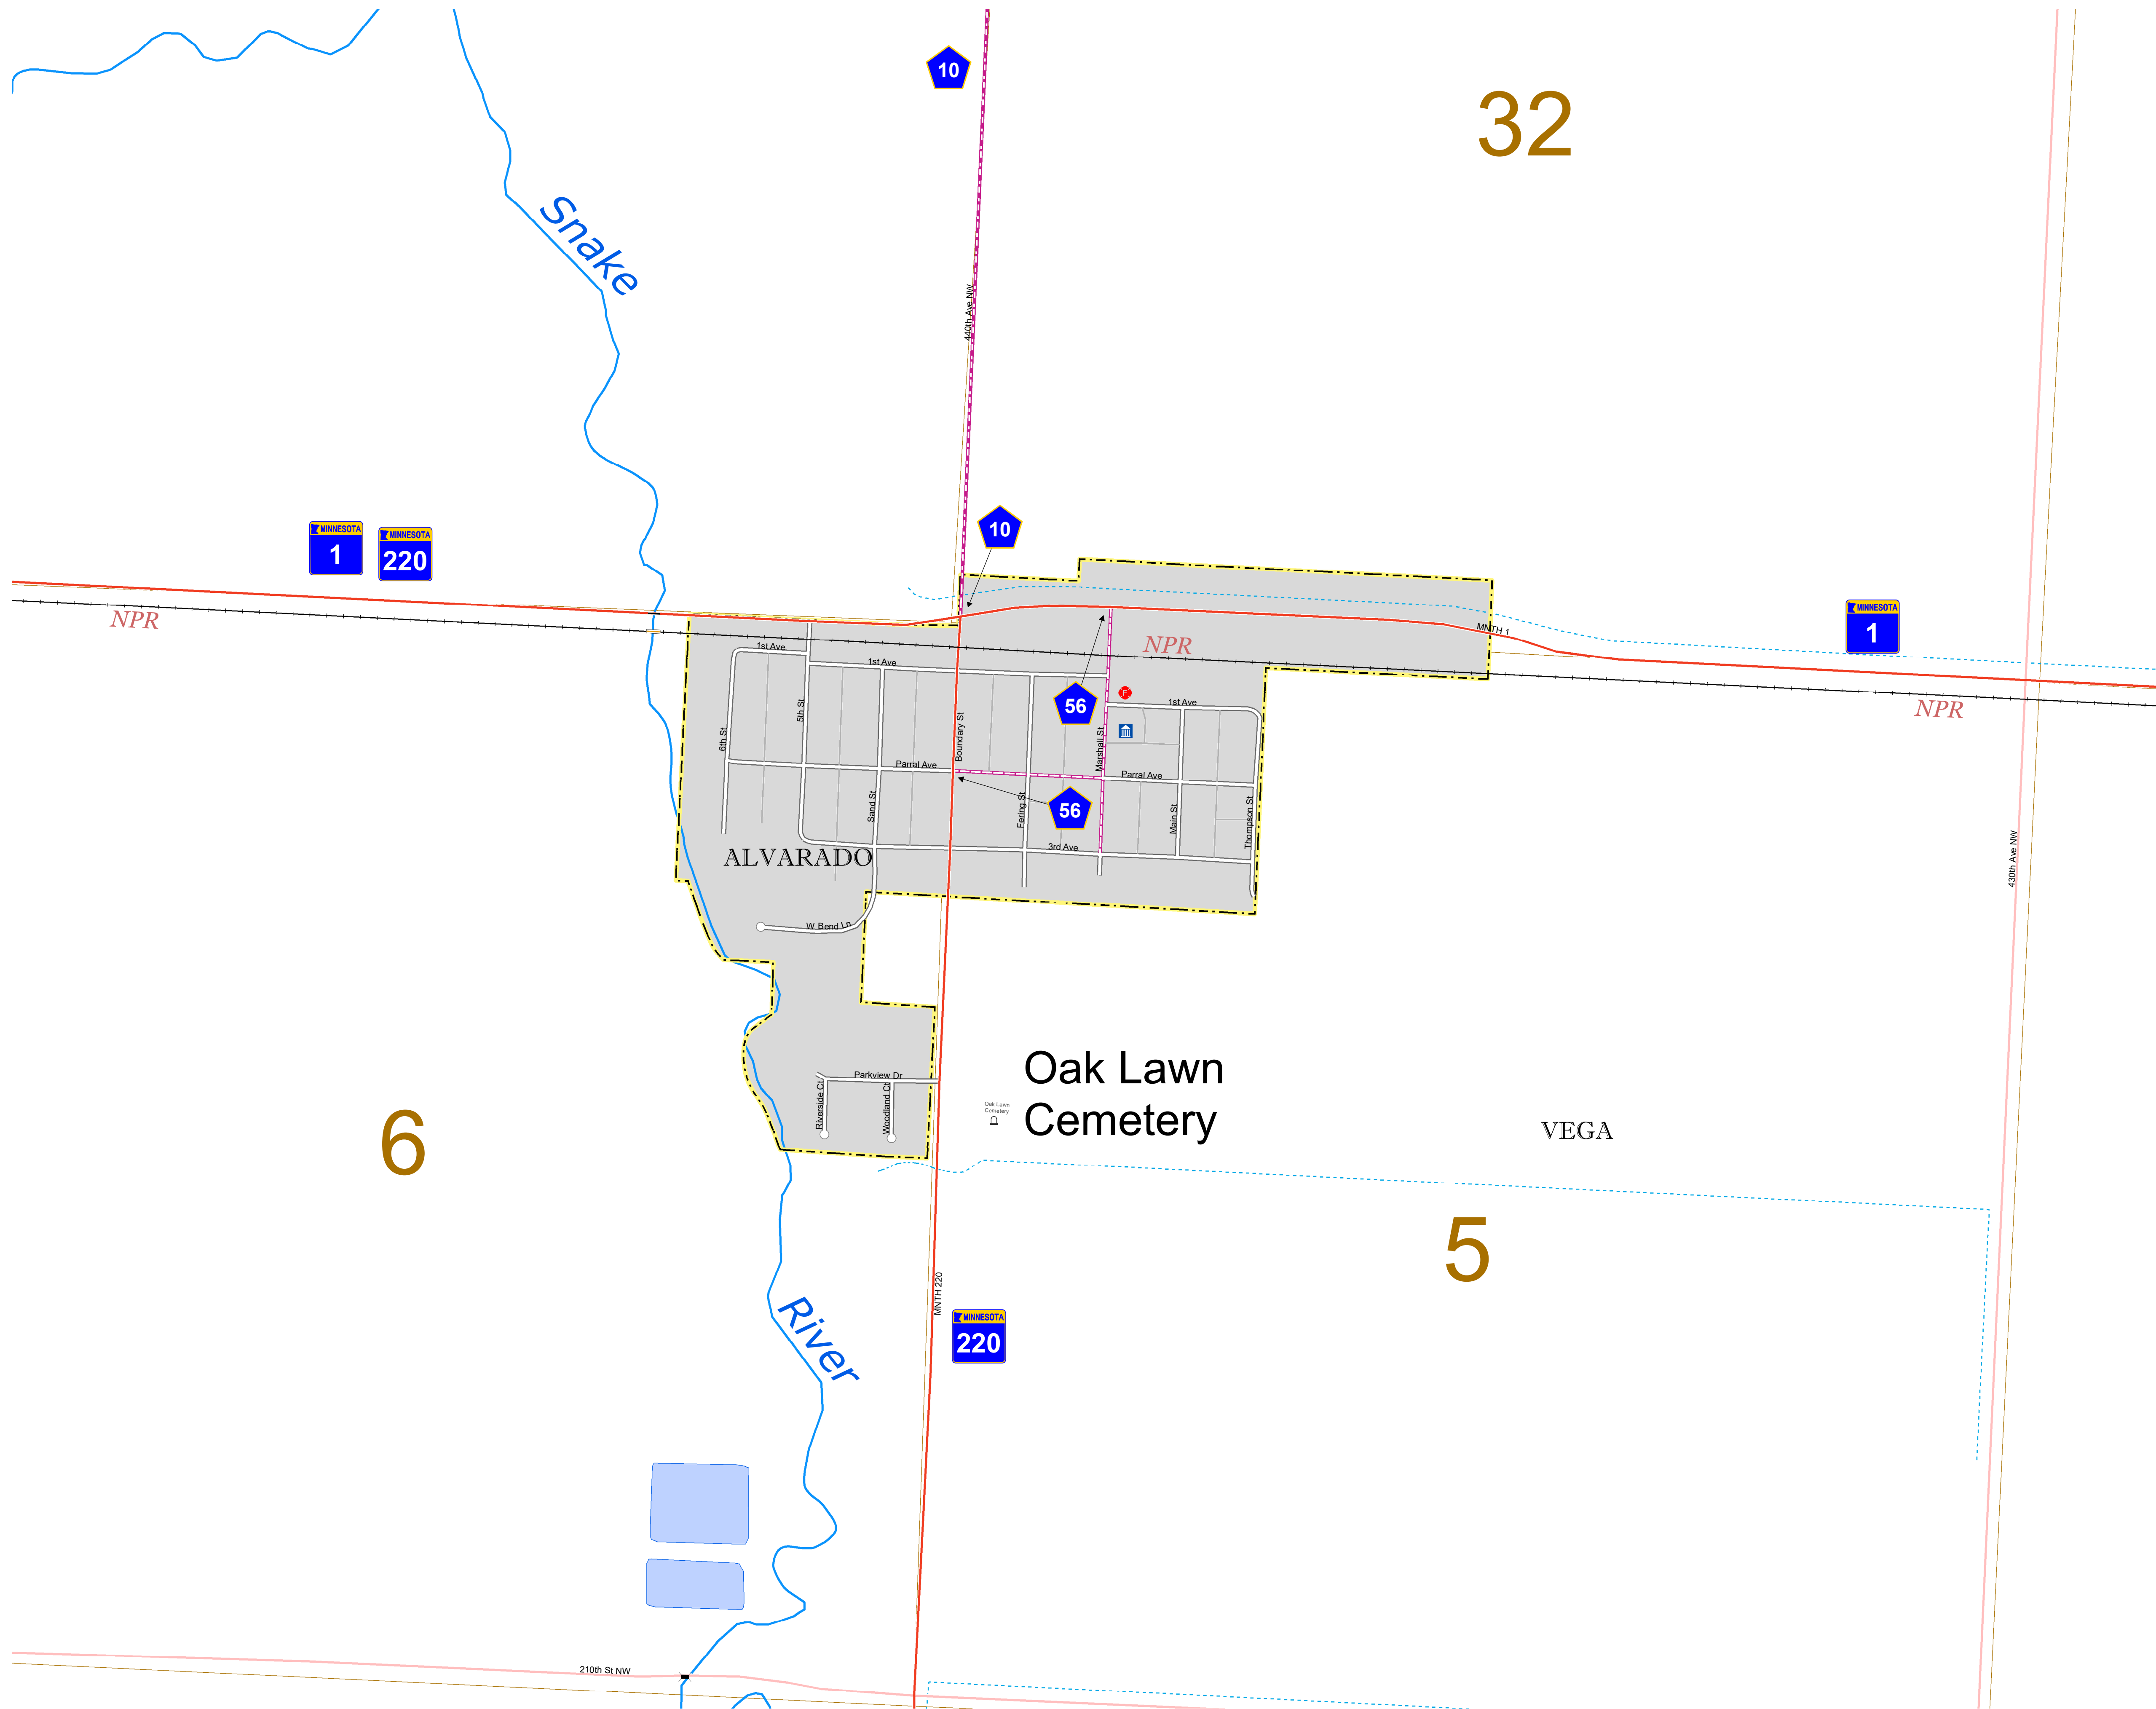 10
32
Snake
440th Ave NW
MINNESOTA
1
MINNESOTA
220
10
NPR
MINNESOTA
1
MNTH 1
NPR
NPR
1st Ave
1st Ave
F
56
1st Ave
6th St
5th St
Boundary St
Marshall St
Parral Ave
Parral Ave
Sand St
Fering St
56
Main St
Thompson St
3rd Ave
430th Ave NW
ALVARADO
W Bend Ln
Oak Lawn
Cemetery
Parkview Dr
Riverside Ct
Woodland Ct
Oak Lawn
Cemetery
VEGA
6
5
MNTH 220
MINNESOTA
220
River
210th St NW